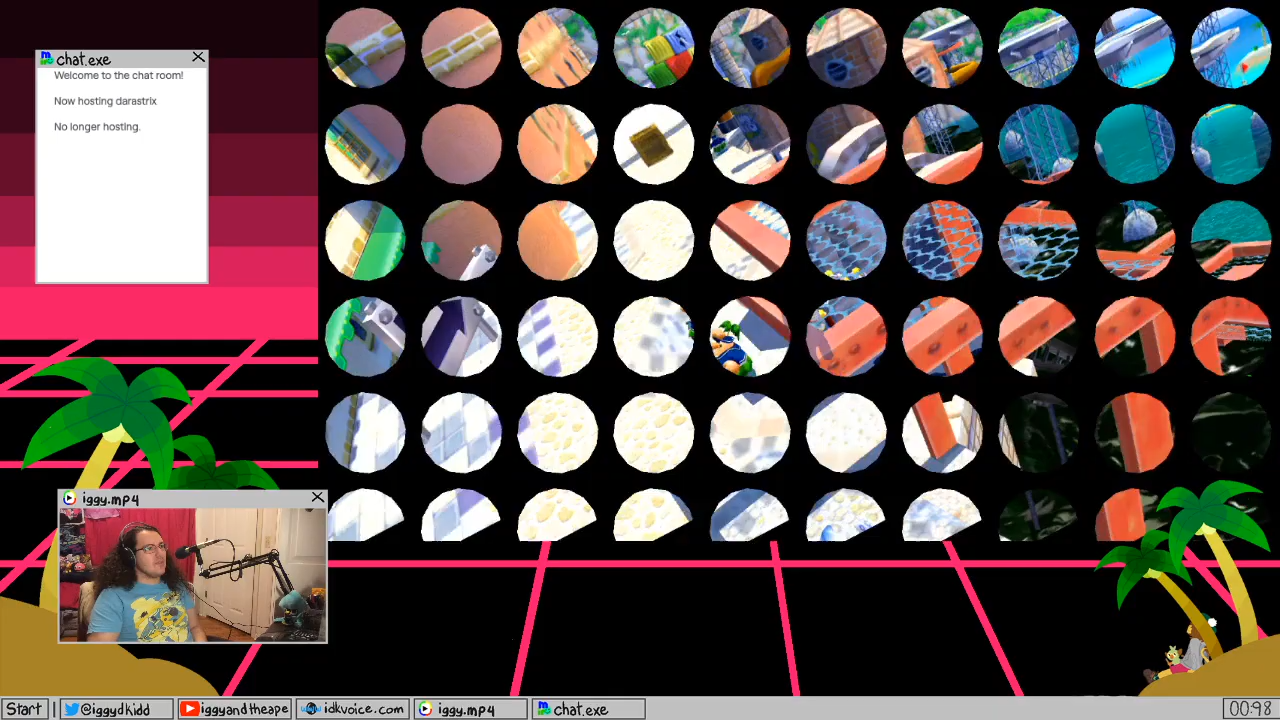 chat.exe
Welcome to the chat room!
Now hosting darastrix
No longer hosting.
iggy.mp4
Start | @iggydkidd iggyandtheape idkvoice.com iggy.mp4 chat.exe 00:98